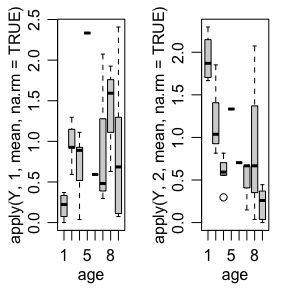 apply(Y, 1, mean, na.rm = TRUE)
0.0 0.5 1.0 1.5 2.0 2.5
1 5 8
age
apply(Y, 2, mean, na.rm = TRUE)
0.0 0.5 1.0 1.5 2.0
1 5 8
age